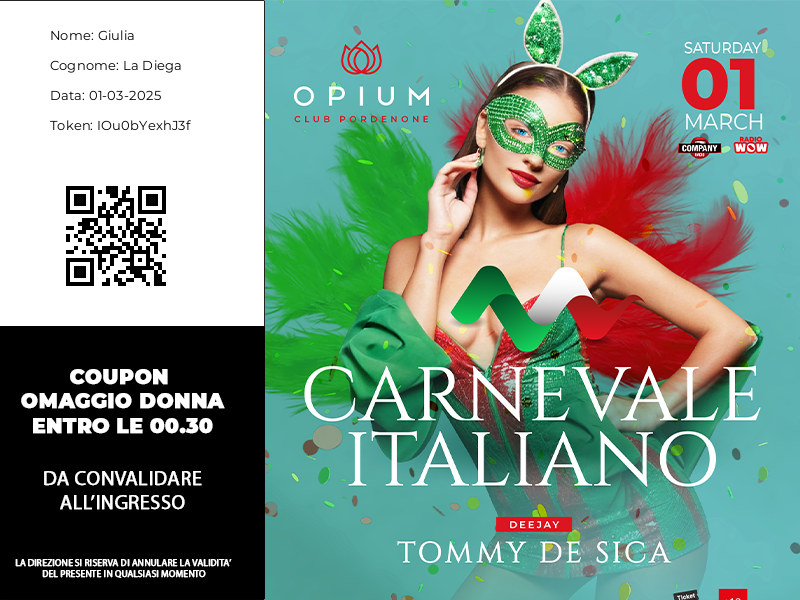 Nome: Giulia
Cognome: La Diega
Data: 01-03-2025
Token: IOu0bYexhJ3f
COUPON
OMAGGIO DONNA
ENTRO LE 00.30
DA CONVALIDARE
ALL'INGRESSO
LA DIREZIONE SI RISERVA DI ANNULARE LA VALIDITA'
DEL PRESENTE IN QUALSIASI MOMENTO
OPIUM
CLUB PORDENONE
SATURDAY
01
MARCH
COMPANY
RADIO
WOW
CARNEVALE
ITALIANO
DEEJAY
TOMMY DE SICA
Ticket